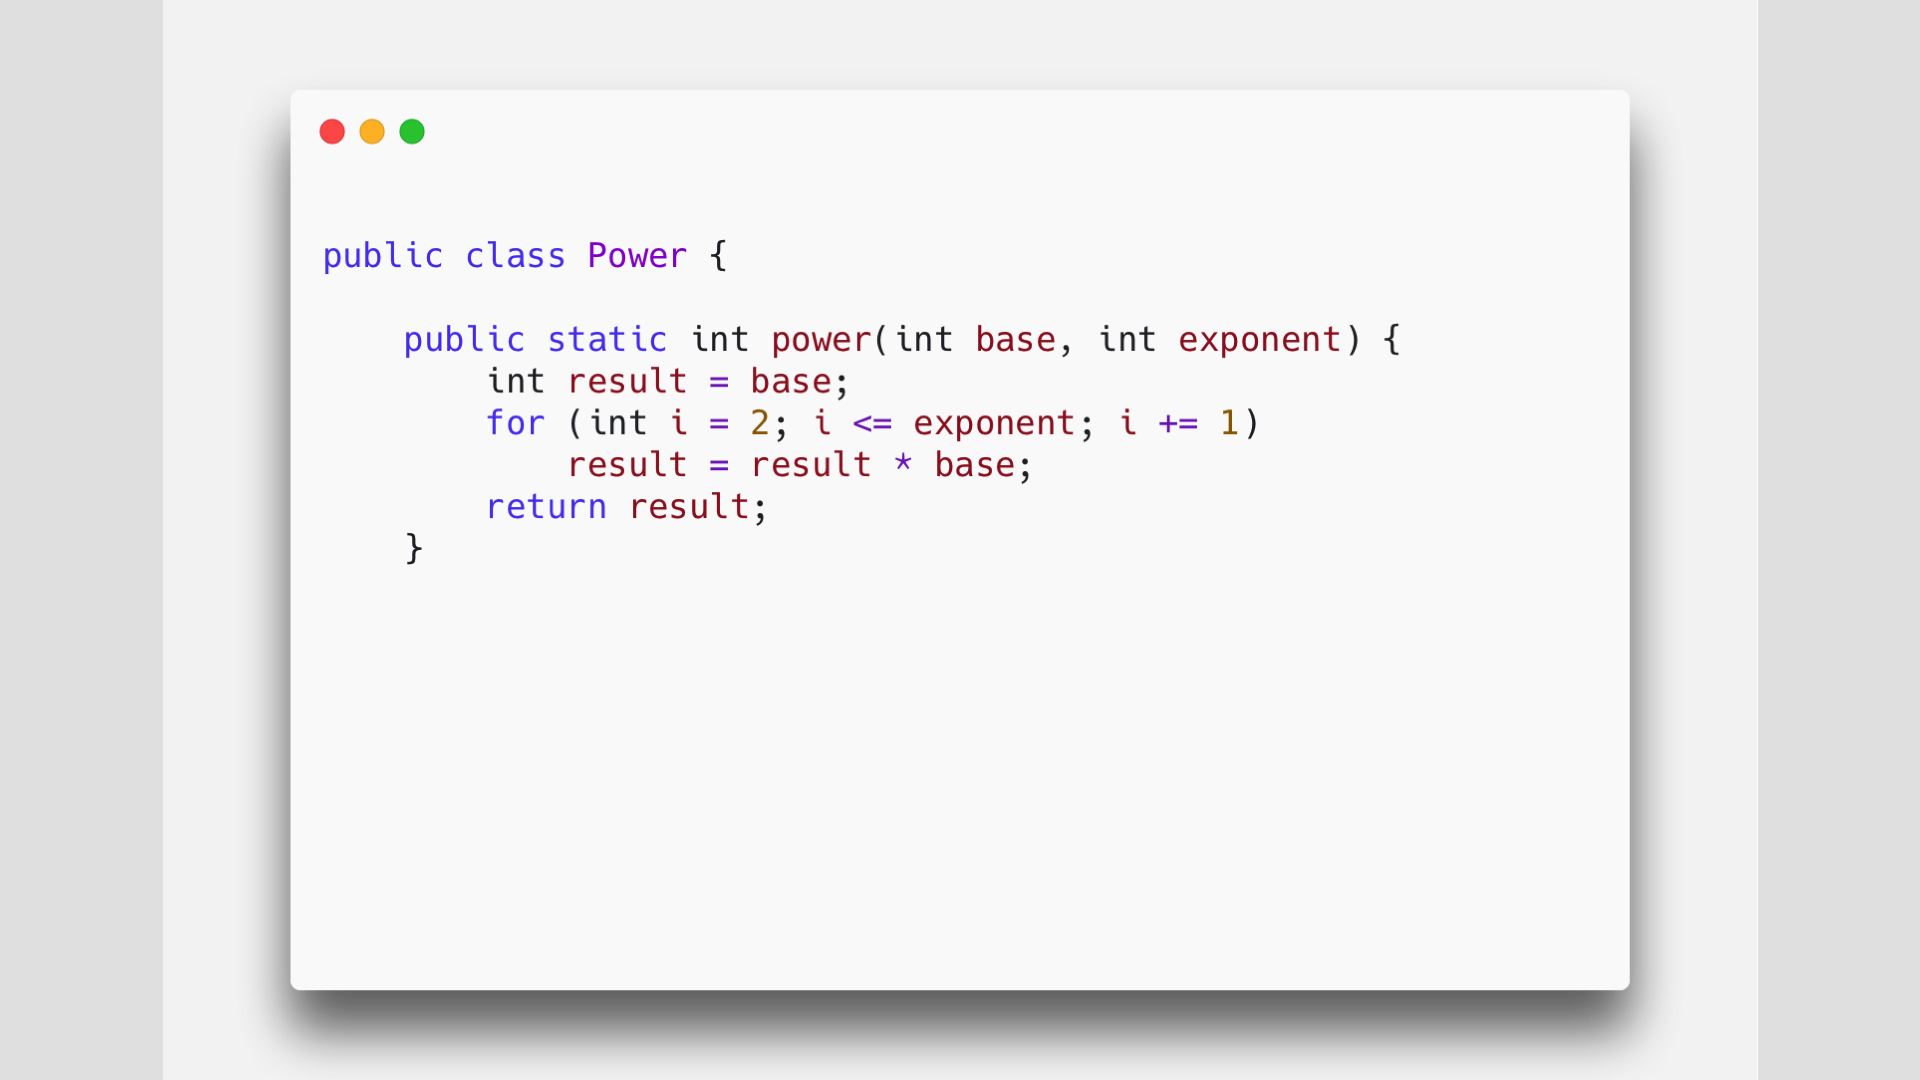 public class Power {
    public static int power(int base, int exponent) {
        int result = base;
        for (int i = 2; i <= exponent; i += 1)
            result = result * base;
        return result;
    }